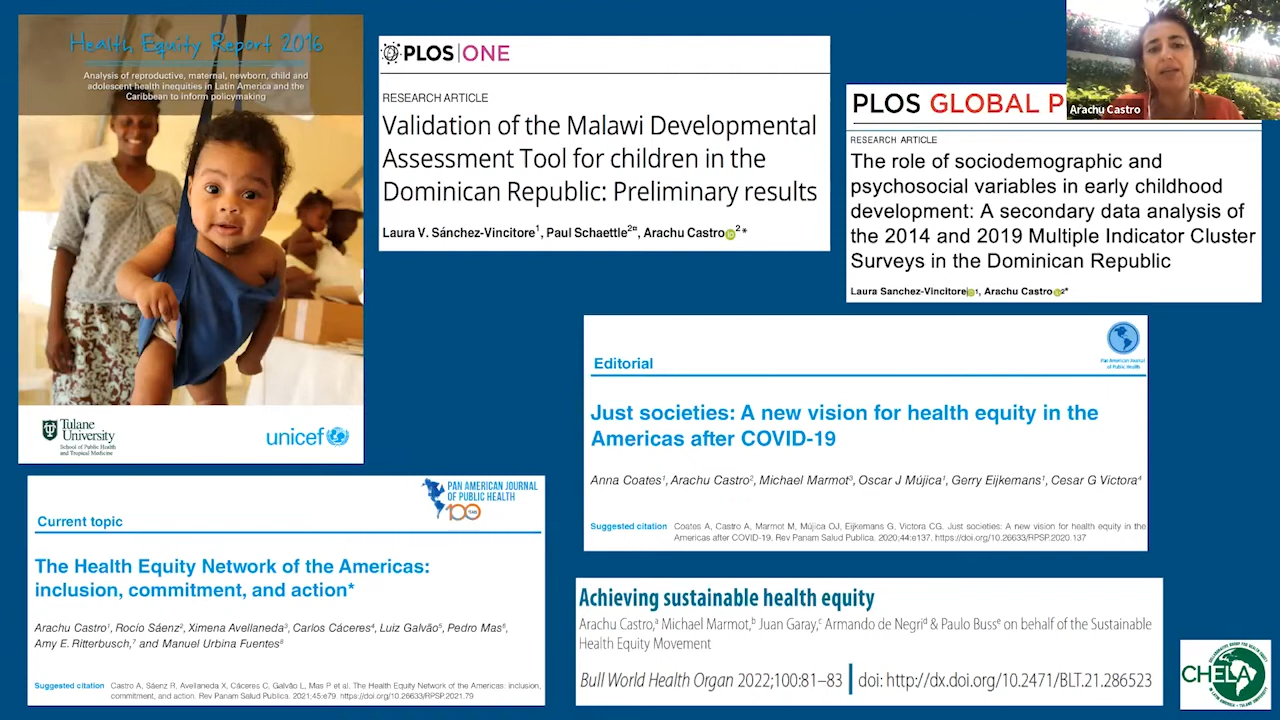 Health Equity Report 2016
Analysis of reproductive, maternal, newborn, child and
adolescent health inequities in Latin America and the
Caribbean to inform policymaking
Tulane
University
School of Public Health
and Tropical Medicine
unicef
PLOS ONE
RESEARCH ARTICLE
Validation of the Malawi Developmental
Assessment Tool for children in the
Dominican Republic: Preliminary results
Laura V. Sánchez-Vincitore1, Paul Schaettle2¤, Arachu Castro2*
Arachu Castro
PLOS GLOBAL P
RESEARCH ARTICLE
The role of sociodemographic and
psychosocial variables in early childhood
development: A secondary data analysis of
the 2014 and 2019 Multiple Indicator Cluster
Surveys in the Dominican Republic
Laura Sanchez-Vincitore1, Arachu Castro2*
Pan American Journal
of Public Health
Editorial
Just societies: A new vision for health equity in the
Americas after COVID-19
Anna Coates1, Arachu Castro2, Michael Marmot3, Oscar J Mújica1, Gerry Eijkemans1, Cesar G Victora4
Suggested citation Coates A, Castro A, Marmot M, Mújica OJ, Eijkemans G, Victora CG. Just societies: A new vision for health equity in the
Americas after COVID-19. Rev Panam Salud Publica. 2020;44:e137. https://doi.org/10.26633/RPSP.2020.137
PAN AMERICAN JOURNAL
OF PUBLIC HEALTH
100
Current topic
The Health Equity Network of the Americas:
inclusion, commitment, and action*
Arachu Castro1, Rocío Sáenz2, Ximena Avellaneda3, Carlos Cáceres4, Luiz Galvão5, Pedro Mas6,
Amy E. Ritterbusch,7 and Manuel Urbina Fuentes8
Suggested citation Castro A, Sáenz R, Avellaneda X, Cáceres C, Galvão L, Mas P et al. The Health Equity Network of the Americas: inclusion,
commitment, and action. Rev Panam Salud Publica. 2021;45:e79 https://doi.org/10.26633/RPSP.2021.79
Achieving sustainable health equity
Arachu Castro,a Michael Marmot,b Juan Garay,c Armando de Negrid & Paulo Busse on behalf of the Sustainable
Health Equity Movement
Bull World Health Organ 2022;100:81–83 | doi: http://dx.doi.org/10.2471/BLT.21.286523
CHELA